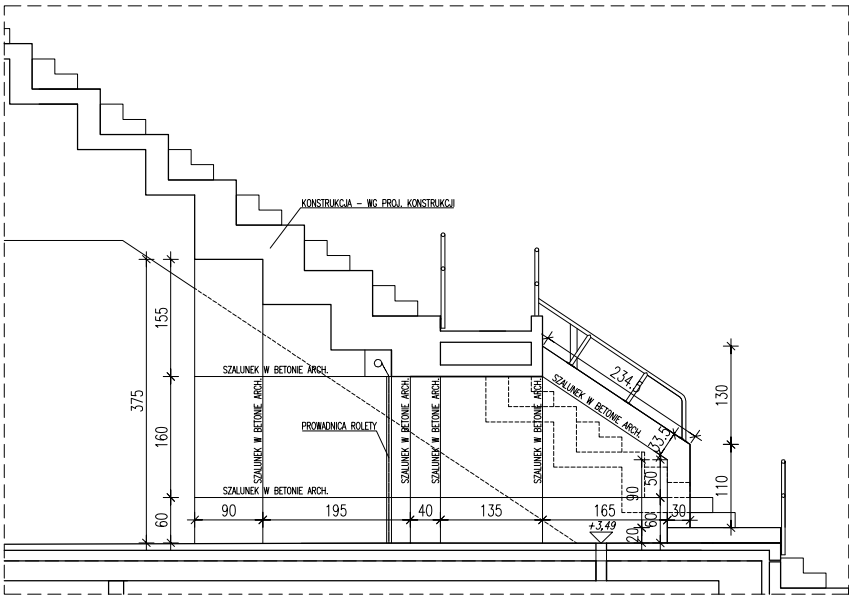 KONSTRUKCJA - WG PROJ. KONSTRUKCJI
155
375
160
60
SZALUNEK W BETONIE ARCH.
SZALUNEK W BETONIE ARCH.
SZALUNEK W BETONIE ARCH.
PROWADNICA ROLETY
SZALUNEK W BETONIE ARCH.
SZALUNEK W BETONIE ARCH.
SZALUNEK W BETONIE ARCH.
SZALUNEK W BETONIE ARCH.
234.5
33.5
130
110
50
90
60
20
90
195
40
135
165
30
+3,49